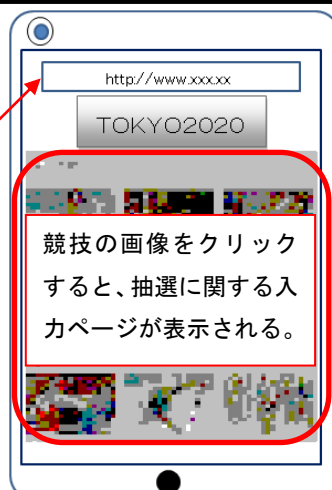 http://www.xxx.xx
TOKYO2020
競技の画像をクリック
すると、抽選に関する入
力ページが表示される。